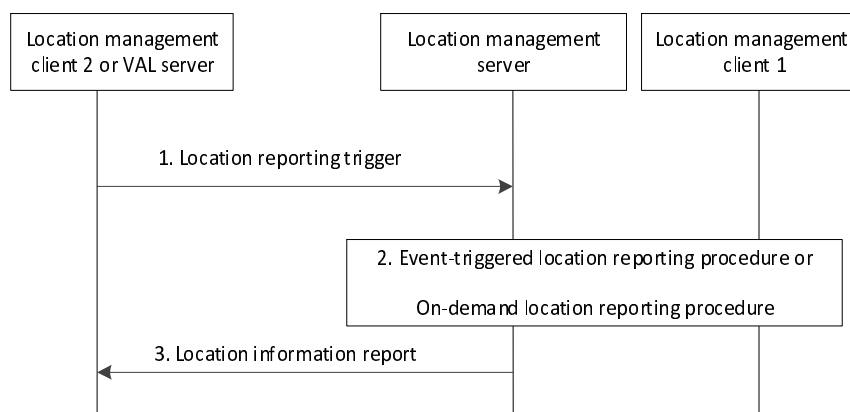 Location management
client 2 or VAL server
Location management
server
Location management
client 1
1. Location reporting trigger
2. Event-triggered location reporting procedure or
On-demand location reporting procedure
3. Location information report